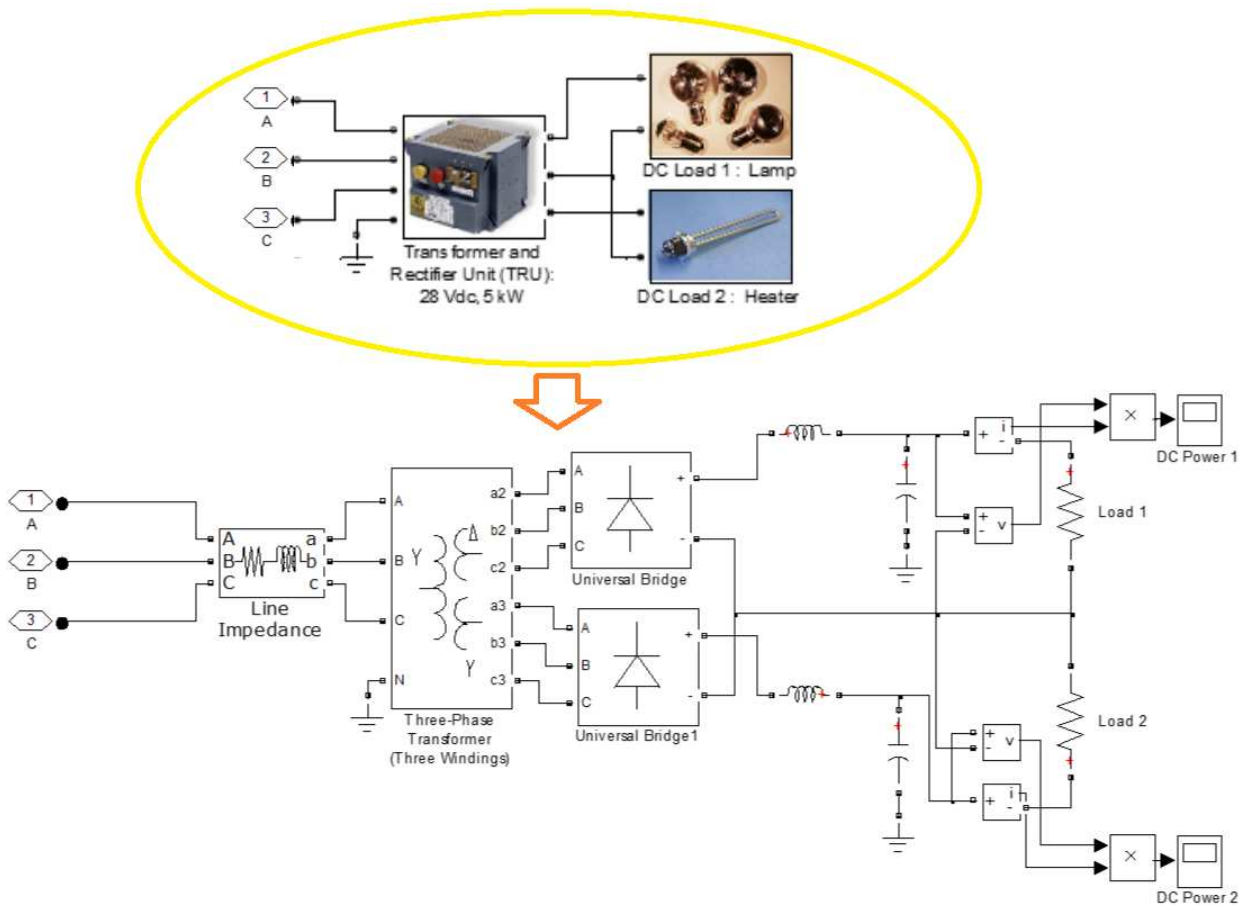 1
A
2
B
3
C
Transformer and
Rectifier Unit (TRU):
28 Vdc, 5 kW
DC Load 1 : Lamp
DC Load 2 : Heater
1
A
2
B
3
C
A a
B b
C c
Line
Impedance
A
B
C
N
Y
Δ
Y
a2
b2
c2
a3
b3
c3
Three-Phase
Transformer
(Three Windings)
A
B
C
+
-
Universal Bridge
A
B
C
+
-
Universal Bridge1
+ i
-
+ v
-
×
DC Power 1
Load 1
Load 2
+ v
-
+ i
-
×
DC Power 2